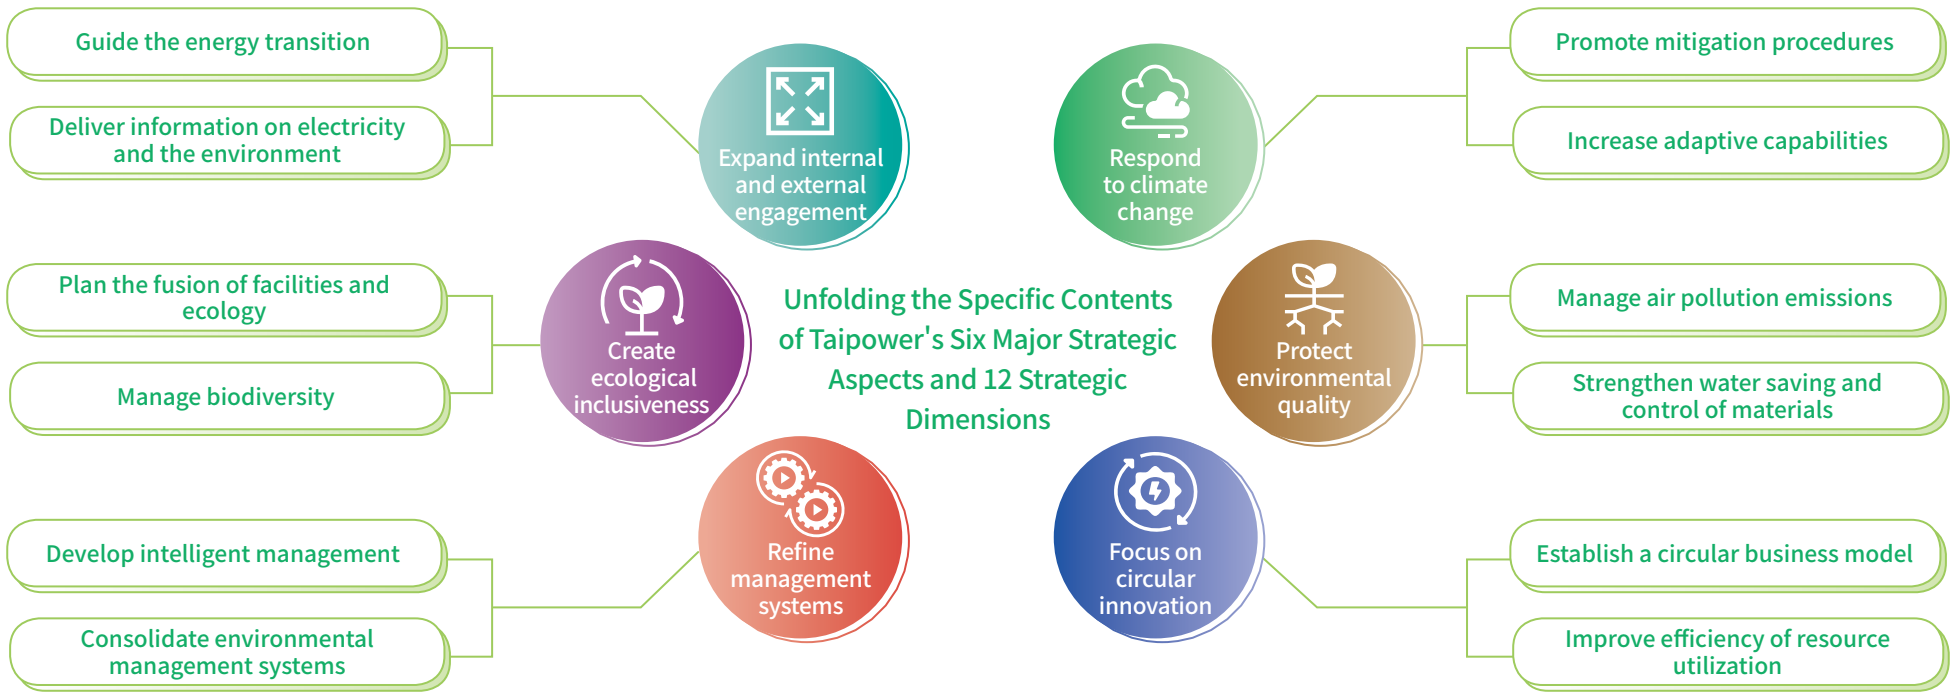 Guide the energy transition
Deliver information on electricity
and the environment
Expand internal
and external
engagement
Respond
to climate
change
Promote mitigation procedures
Increase adaptive capabilities
Plan the fusion of facilities and
ecology
Manage biodiversity
Create
ecological
inclusiveness
Unfolding the Specific Contents
of Taipower's Six Major Strategic
Aspects and 12 Strategic
Dimensions
Protect
environmental
quality
Manage air pollution emissions
Strengthen water saving and
control of materials
Develop intelligent management
Consolidate environmental
management systems
Refine
management
systems
Focus on
circular
innovation
Establish a circular business model
Improve efficiency of resource
utilization